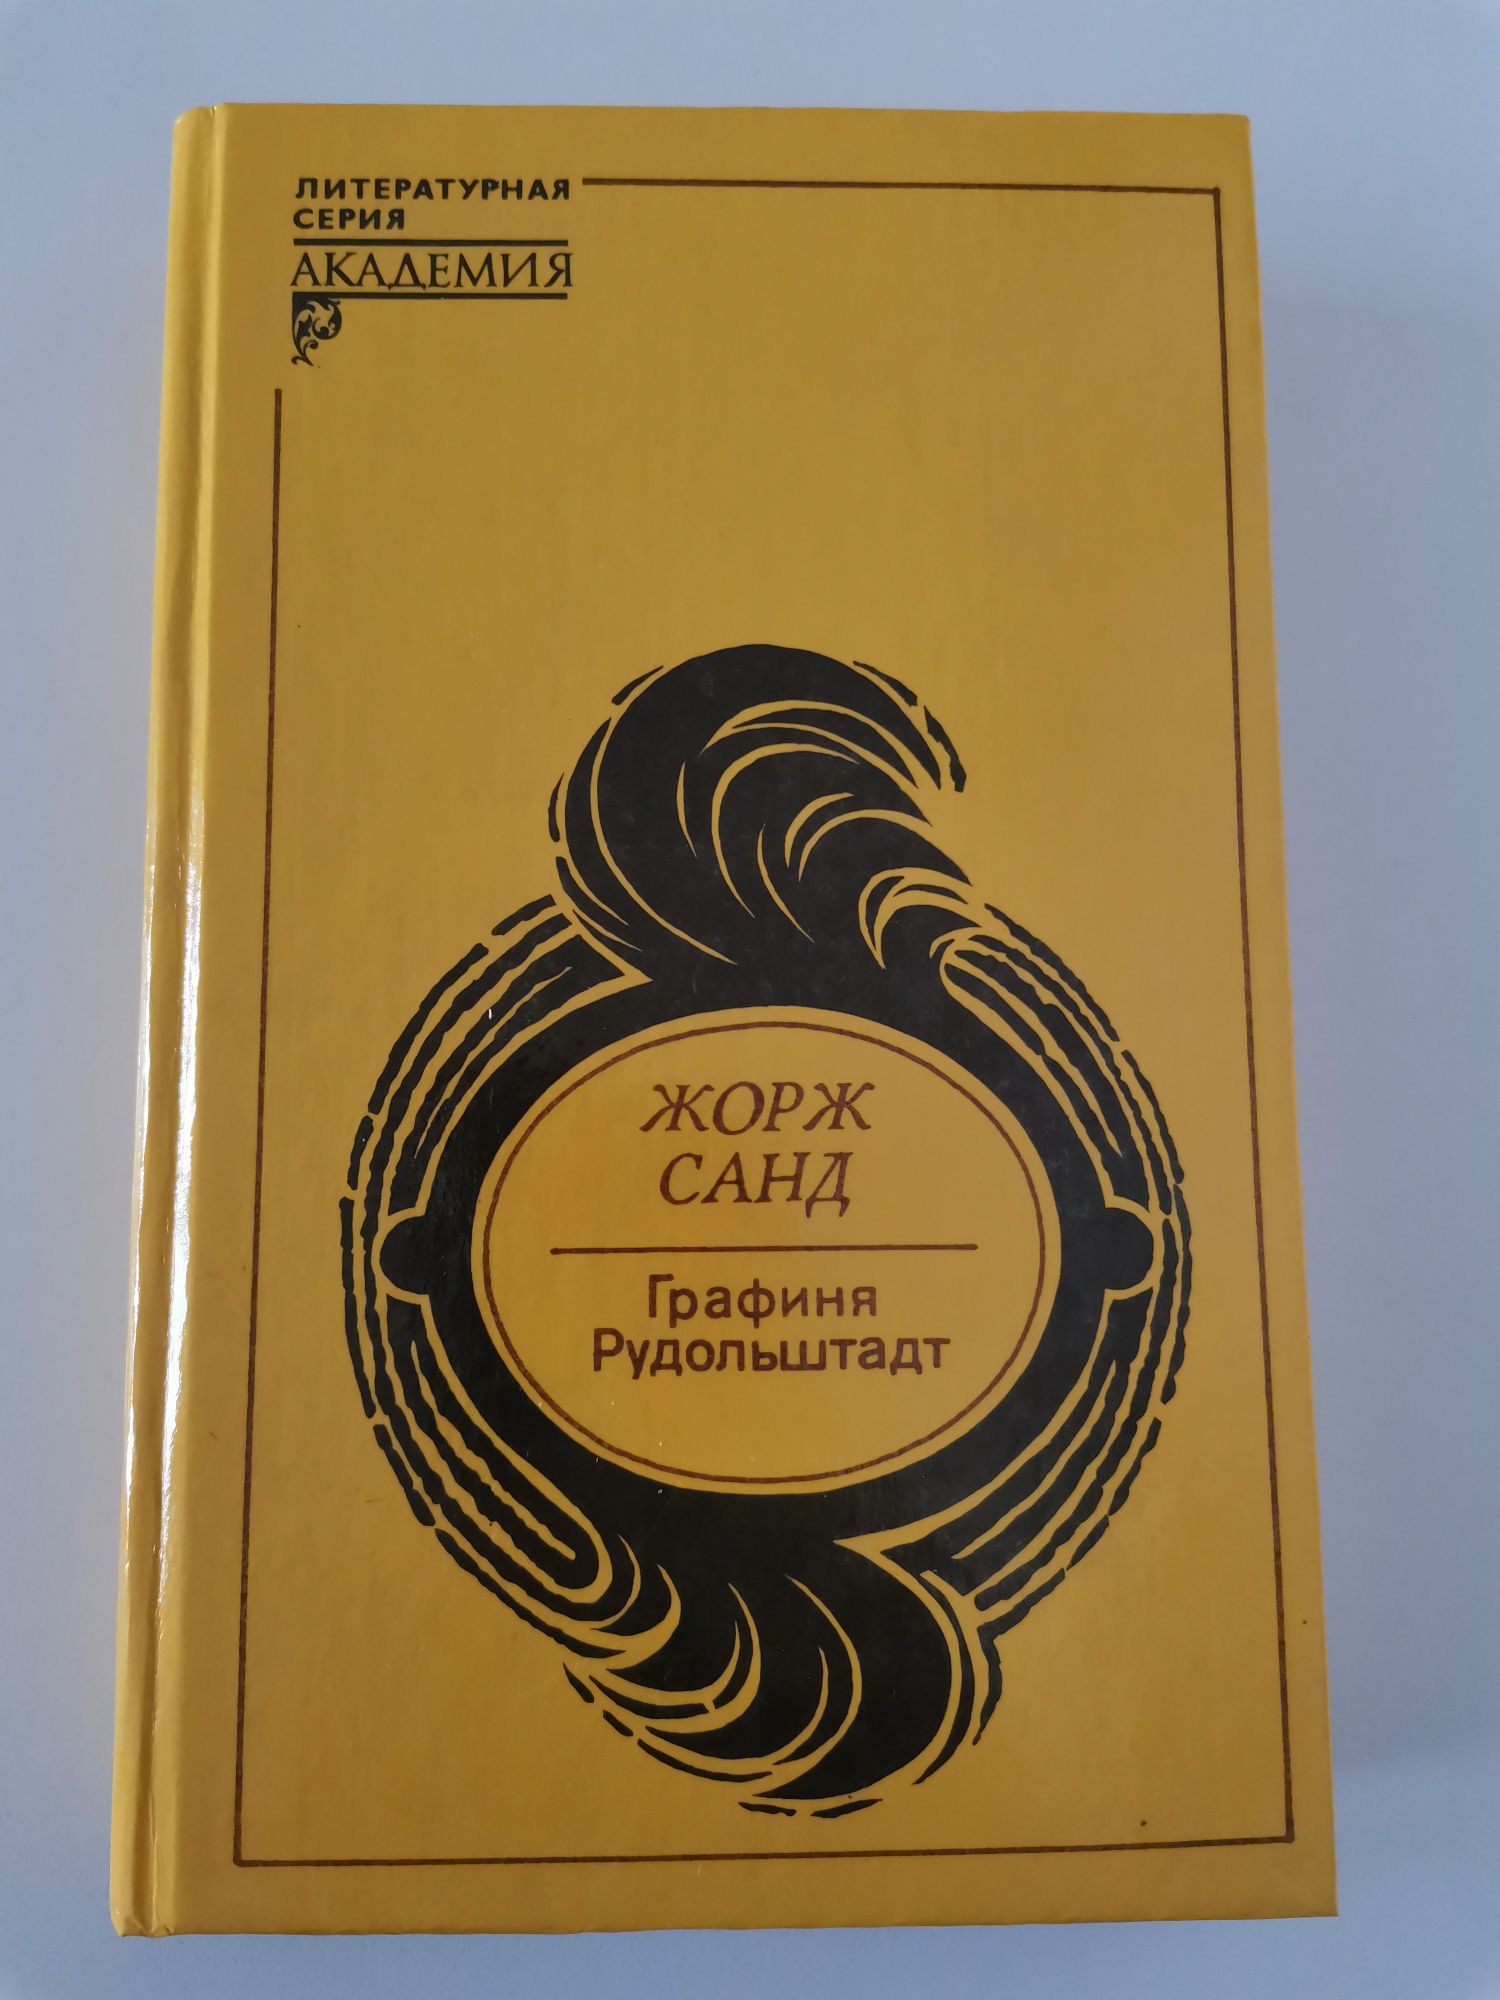 ЛИТЕРАТУРНАЯ
СЕРИЯ
АКАДЕМИЯ
ЖОРЖ
САНД
Графиня
Рудольштадт